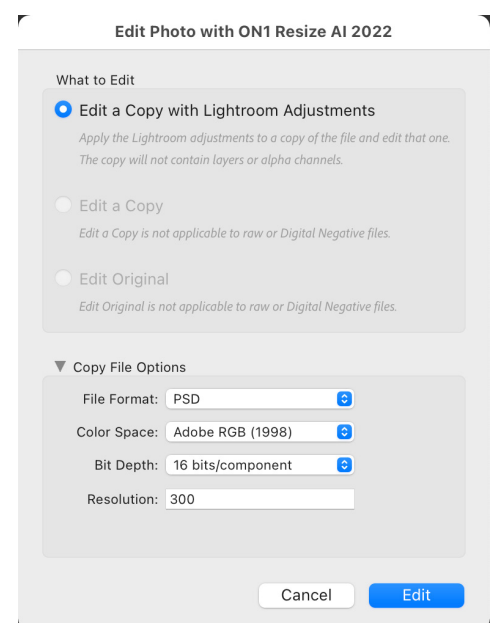 Edit Photo with ON1 Resize AI 2022
What to Edit
Edit a Copy with Lightroom Adjustments
Apply the Lightroom adjustments to a copy of the file and edit that one.
The copy will not contain layers or alpha channels.
Edit a Copy
Edit a Copy is not applicable to raw or Digital Negative files.
Edit Original
Edit Original is not applicable to raw or Digital Negative files.
Copy File Options
File Format: PSD
Color Space: Adobe RGB (1998)
Bit Depth: 16 bits/component
Resolution: 300
Cancel Edit